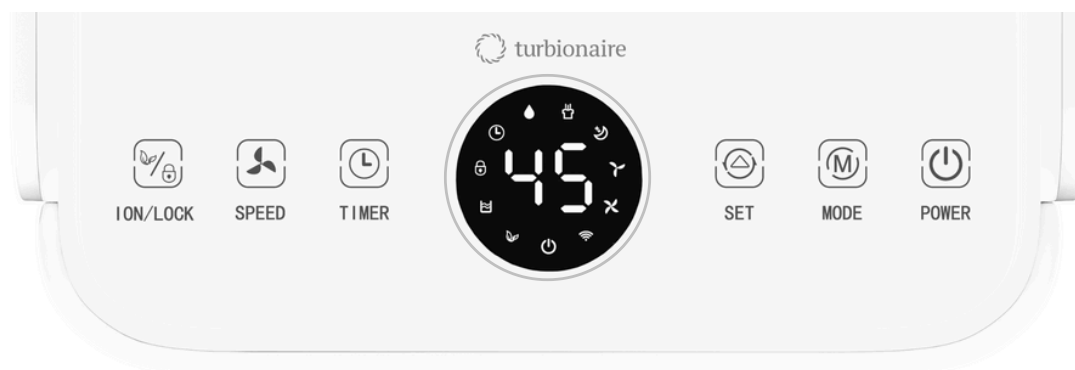 turbionaire
45
ION/LOCK
SPEED
TIMER
SET
M
MODE
POWER